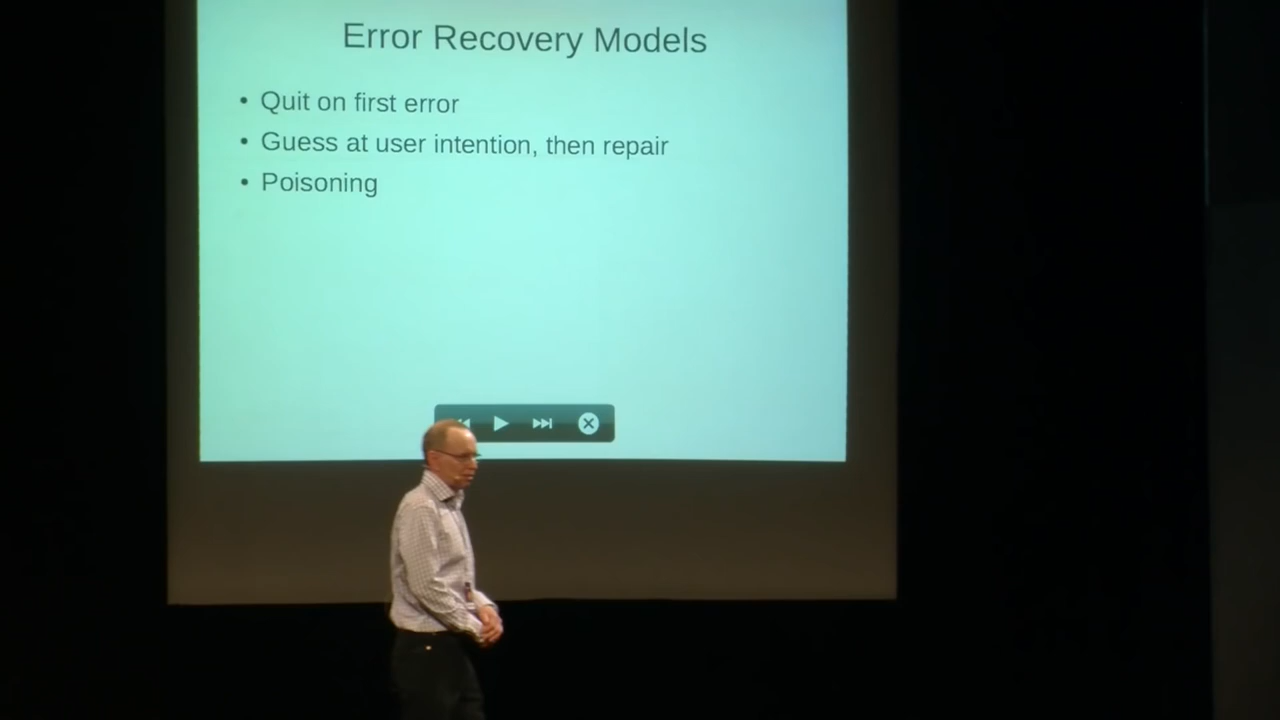 Error Recovery Models
• Quit on first error
• Guess at user intention, then repair
• Poisoning